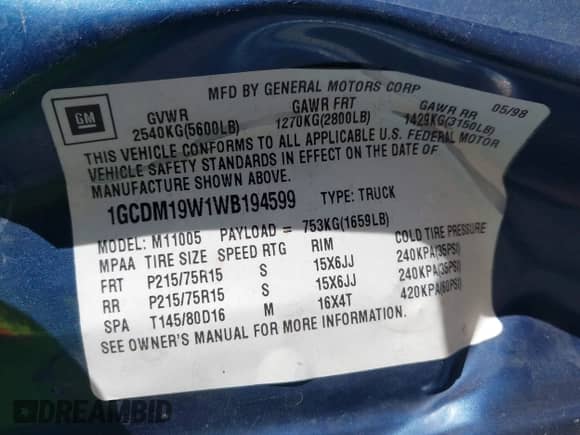 MFD BY GENERAL MOTORS CORP
GM
GVWR GAWR FRT GAWR RR 05/98
2540KG(5600LB) 1270KG(2800LB) 1429KG(3150LB)
THIS VEHICLE CONFORMS TO ALL APPLICABLE U.S. FEDERAL MOTOR
VEHICLE SAFETY STANDARDS IN EFFECT ON THE DATE OF
MANUFACTURE SHOWN ABOVE.
1GCDM19W1WB194599 TYPE: TRUCK
MODEL: M11005 PAYLOAD = 753KG(1659LB)
MPAA TIRE SIZE SPEED RTG RIM COLD TIRE PRESSURE
FRT P215/75R15 S 15X6JJ 240KPA(35PSI)
RR P215/75R15 S 15X6JJ 240KPA(35PSI)
SPA T145/80D16 M 16X4T 420KPA(60PSI)
SEE OWNER'S MANUAL FOR MORE INFORMATION.
DREAMBID